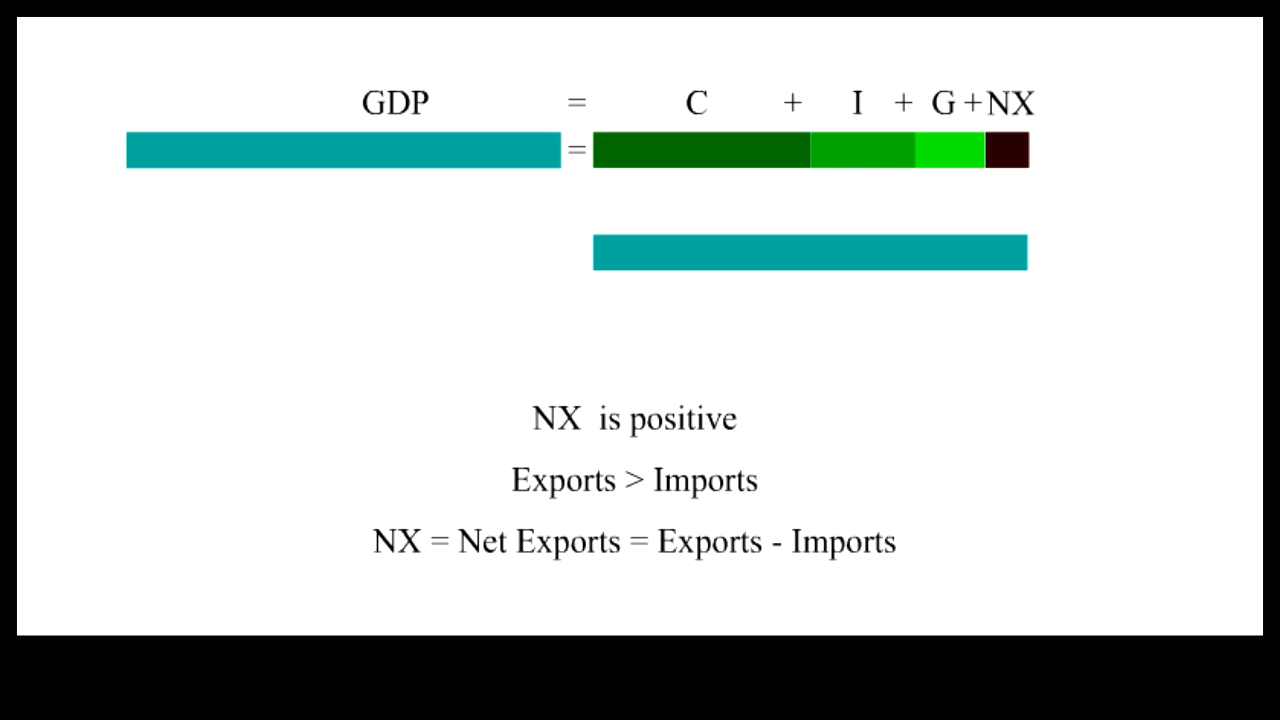 GDP = C + I + G + NX
=
NX is positive
Exports > Imports
NX = Net Exports = Exports - Imports